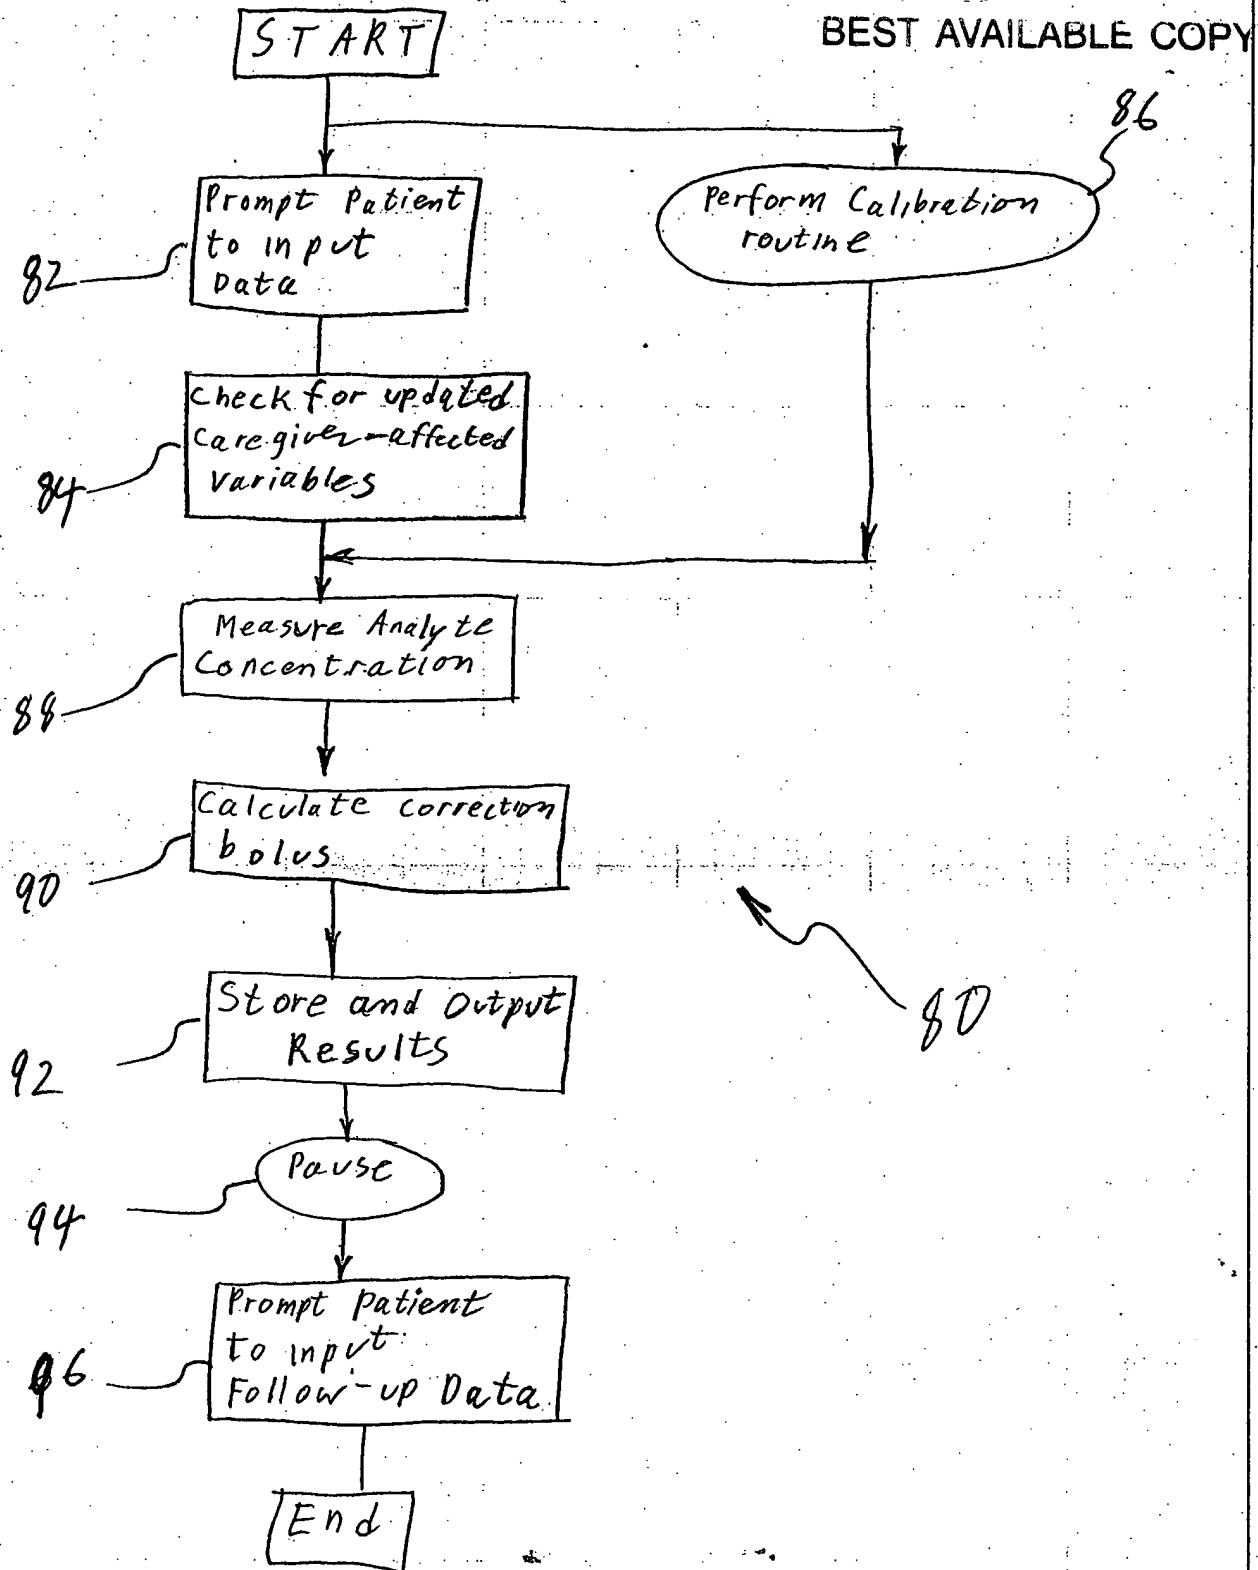 BEST AVAILABLE COPY
START
86
Prompt Patient
to input
Data
82
Perform Calibration
routine
Check for updated
Caregiver-affected
variables
84
Measure Analyte
Concentration
88
Calculate correction
bolus
90
Store and Output
Results
92
80
Pause
94
Prompt patient
to input
Follow-up Data
96
End